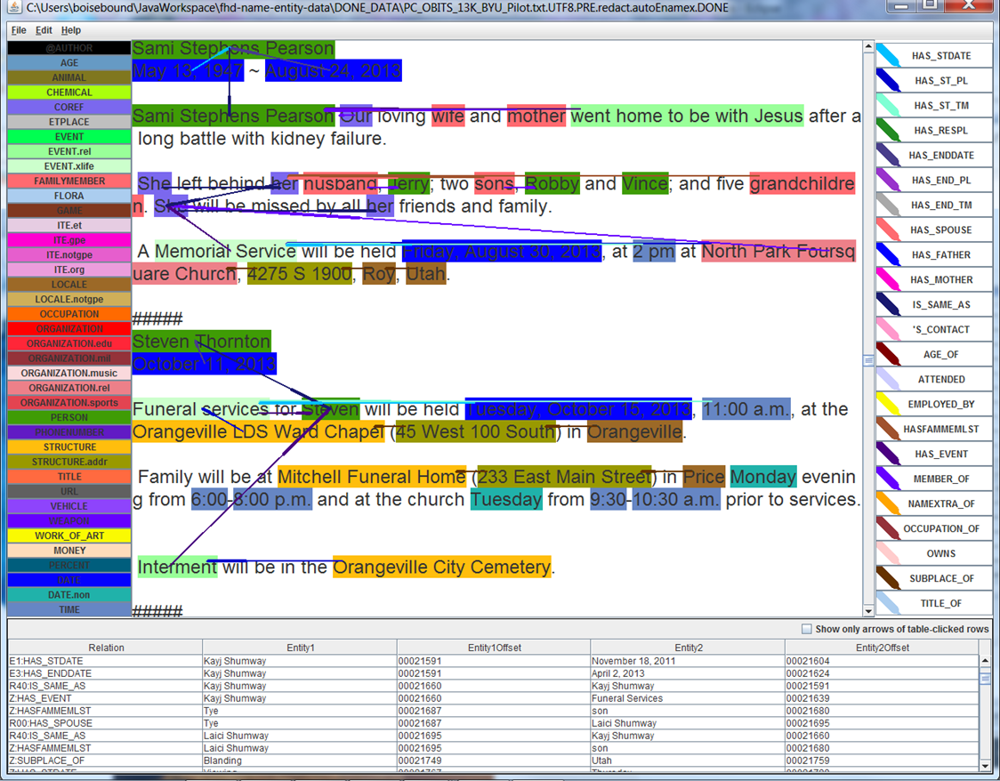 C:\Users\boisebound\JavaWorkspace\fhd-name-entity-data\DONE_DATA\PC_OBITS_13K_BYU_Pilot.txt.UTF8.PRE.redact.autoEnamex.DONE
File Edit Help
@AUTHOR
AGE
ANIMAL
CHEMICAL
COREF
ETPLACE
EVENT
EVENT.rel
EVENT.xlife
FAMILYMEMBER
FLORA
GAME
ITE.et
ITE.gpe
ITE.notgpe
ITE.org
LOCALE
LOCALE.notgpe
OCCUPATION
ORGANIZATION
ORGANIZATION.edu
ORGANIZATION.mil
ORGANIZATION.music
ORGANIZATION.rel
ORGANIZATION.sports
PERSON
PHONENUMBER
STRUCTURE
STRUCTURE.addr
TITLE
URL
VEHICLE
WEAPON
WORK_OF_ART
MONEY
PERCENT
DATE
DATE.non
TIME
Sami Stephens Pearson
May 13, 1947 ~ August 24, 2013
Sami Stephens Pearson Our loving wife and mother went home to be with Jesus after a
long battle with kidney failure.
She left behind her husband, Jerry; two sons, Robby and Vince; and five grandchildre
n. She will be missed by all her friends and family.
A Memorial Service will be held Friday, August 30, 2013, at 2 pm at North Park Foursq
uare Church, 4275 S 1900, Roy, Utah.
#####
Steven Thornton
October 11, 2013
Funeral services for Steven will be held Tuesday, October 15, 2013, 11:00 a.m., at the
Orangeville LDS Ward Chapel (45 West 100 South) in Orangeville.
Family will be at Mitchell Funeral Home (233 East Main Street) in Price Monday evenin
g from 6:00-8:00 p.m. and at the church Tuesday from 9:30-10:30 a.m. prior to services.
Interment will be in the Orangeville City Cemetery.
#####
HAS_STDATE
HAS_ST_PL
HAS_ST_TM
HAS_RESPL
HAS_ENDDATE
HAS_END_PL
HAS_END_TM
HAS_SPOUSE
HAS_FATHER
HAS_MOTHER
IS_SAME_AS
'S_CONTACT
AGE_OF
ATTENDED
EMPLOYED_BY
HASFAMMEMLST
HAS_EVENT
MEMBER_OF
NAMEXTRA_OF
OCCUPATION_OF
OWNS
SUBPLACE_OF
TITLE_OF
Show only arrows of table-clicked rows
Relation Entity1 Entity1Offset Entity2 Entity2Offset
E1:HAS_STDATE Kayj Shumway 00021591 November 18, 2011 00021604
E3:HAS_ENDDATE Kayj Shumway 00021591 April 2, 2013 00021624
R40:IS_SAME_AS Kayj Shumway 00021660 Kayj Shumway 00021591
Z:HAS_EVENT Kayj Shumway 00021660 Funeral Services 00021639
Z:HASFAMMEMLST Tye 00021687 son 00021680
R00:HAS_SPOUSE Tye 00021687 Laici Shumway 00021695
R40:IS_SAME_AS Laici Shumway 00021695 Kayj Shumway 00021660
Z:HASFAMMEMLST Laici Shumway 00021695 son 00021680
Z:SUBPLACE_OF Blanding 00021749 Utah 00021759